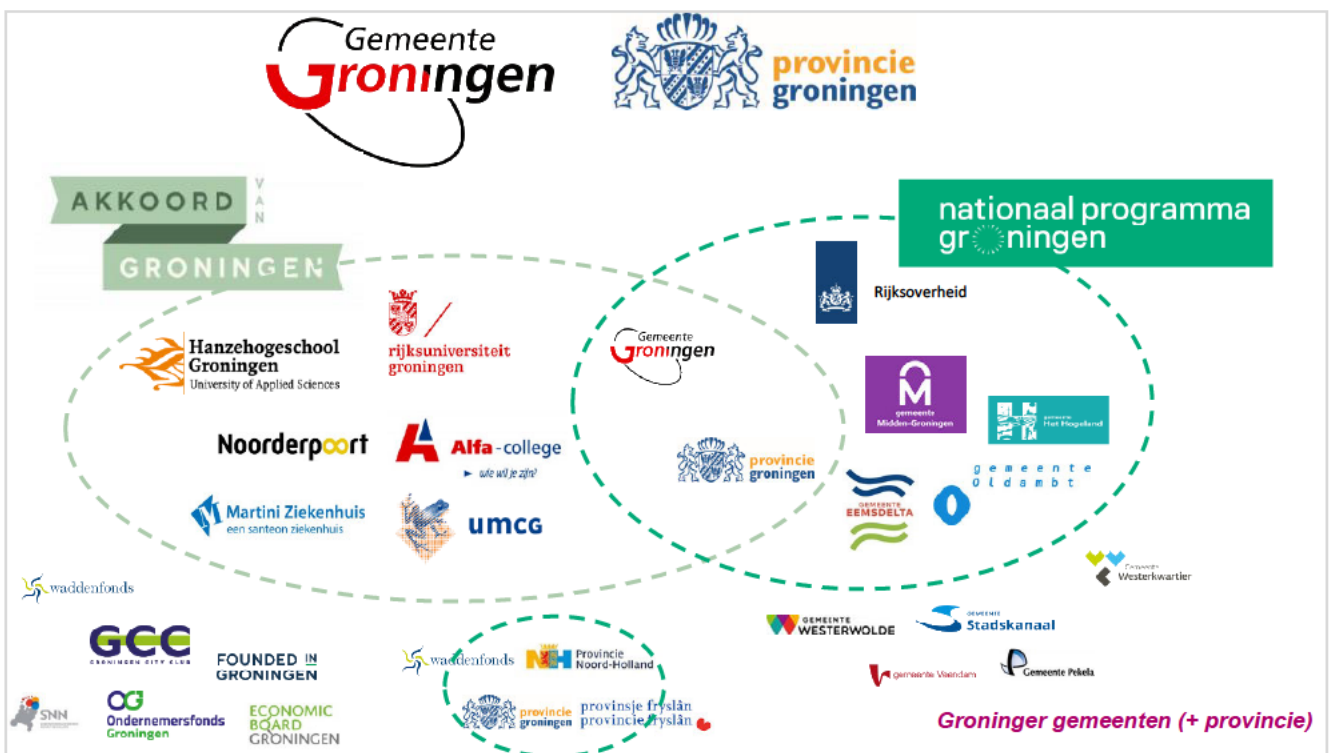 Gemeente
Groningen
provincie
groningen
AKKOORD
VAN
GRONINGEN
nationaal programma
groningen
Rijksoverheid
Hanzehogeschool
Groningen
University of Applied Sciences
rijksuniversiteit
groningen
Gemeente
Groningen
gemeente
Midden-Groningen
gemeente
Het Hogeland
Noorderpoort
Alfa-college
wie wil je zijn?
provincie
groningen
gemeente
Oldambt
GEMEENTE
EEMSDELTA
Martini Ziekenhuis
een santeon ziekenhuis
umcg
Gemeente
Westerkwartier
waddenfonds
GEMEENTE
WESTERWOLDE
GEMEENTE
Stadskanaal
GCC
GRONINGEN CITY CLUB
FOUNDED IN
GRONINGEN
waddenfonds
NH
Provincie
Noord-Holland
gemeente Veendam
Gemeente Pekela
SNN
OG
Ondernemersfonds
Groningen
ECONOMIC
BOARD
GRONINGEN
provincie
groningen
provinsje fryslân
provincie fryslân
Groninger gemeenten (+ provincie)